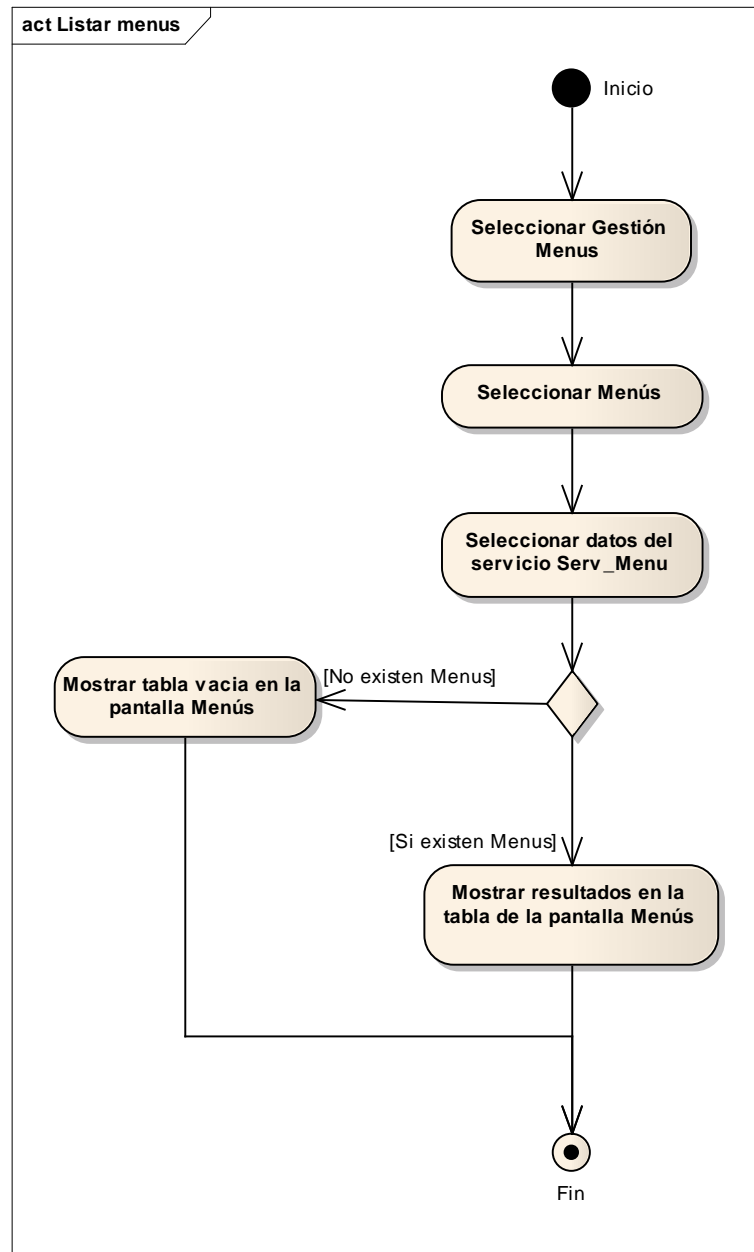 act Listar menus
Inicio
Seleccionar Gestión
Menus
Seleccionar Menús
Seleccionar datos del
servicio Serv_Menu
[No existen Menus]
Mostrar tabla vacia en la
pantalla Menús
[Si existen Menus]
Mostrar resultados en la
tabla de la pantalla Menús
Fin